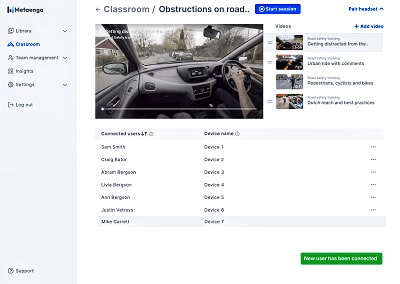 Metaenga
← Classroom / Obstructions on road..
Start session
Pair headset
Library
Classroom
Team management
Insights
Settings
Log out
Support
Getting distracted from the..
Videos
+ Add video
Road safety training
Getting distracted from the..
Road safety training
Urban ride with comments
Road safety training
Pedestrians, cyclists and bikes
Road safety training
Dutch reach and best practices
Connected users
Device name
Sam Smith
Device 1
Craig Bator
Device 2
Abram Bergson
Device 3
Livia Bergson
Device 4
Ann Bergson
Device 5
Justin Vetrovs
Device 6
Mike Garrett
Device 7
New user has been connected